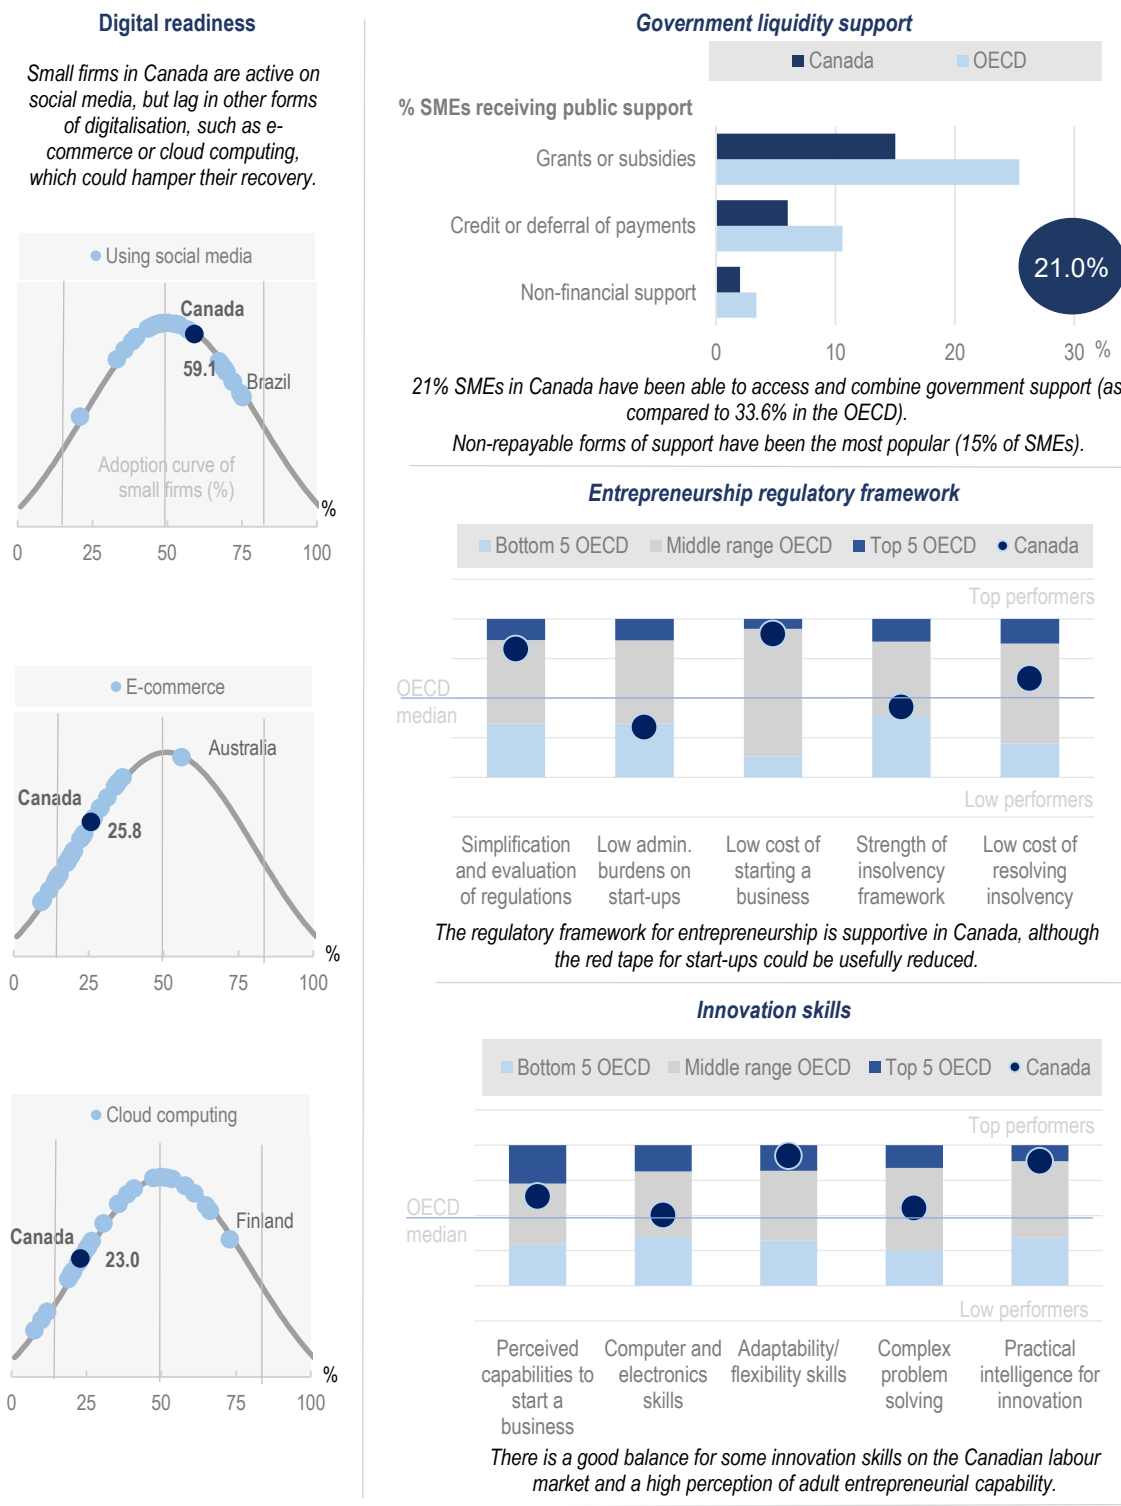 Digital readiness
Small firms in Canada are active on
social media, but lag in other forms
of digitalisation, such as e-
commerce or cloud computing,
which could hamper their recovery.
Using social media
Canada
59.1
Brazil
Adoption curve of
small firms (%)
%
0 25 50 75 100
E-commerce
Australia
Canada
25.8
%
0 25 50 75 100
Cloud computing
Finland
Canada
23.0
%
0 25 50 75 100
Government liquidity support
Canada OECD
% SMEs receiving public support
Grants or subsidies
Credit or deferral of payments
21.0%
Non-financial support
0 10 20 30 %
21% SMEs in Canada have been able to access and combine government support (as
compared to 33.6% in the OECD).
Non-repayable forms of support have been the most popular (15% of SMEs).
Entrepreneurship regulatory framework
Bottom 5 OECD Middle range OECD Top 5 OECD Canada
Top performers
OECD
median
Low performers
Simplification
and evaluation
of regulations
Low admin.
burdens on
start-ups
Low cost of
starting a
business
Strength of
insolvency
framework
Low cost of
resolving
insolvency
The regulatory framework for entrepreneurship is supportive in Canada, although
the red tape for start-ups could be usefully reduced.
Innovation skills
Bottom 5 OECD Middle range OECD Top 5 OECD Canada
Top performers
OECD
median
Low performers
Perceived
capabilities to
start a
business
Computer and
electronics
skills
Adaptability/
flexibility skills
Complex
problem
solving
Practical
intelligence for
innovation
There is a good balance for some innovation skills on the Canadian labour
market and a high perception of adult entrepreneurial capability.